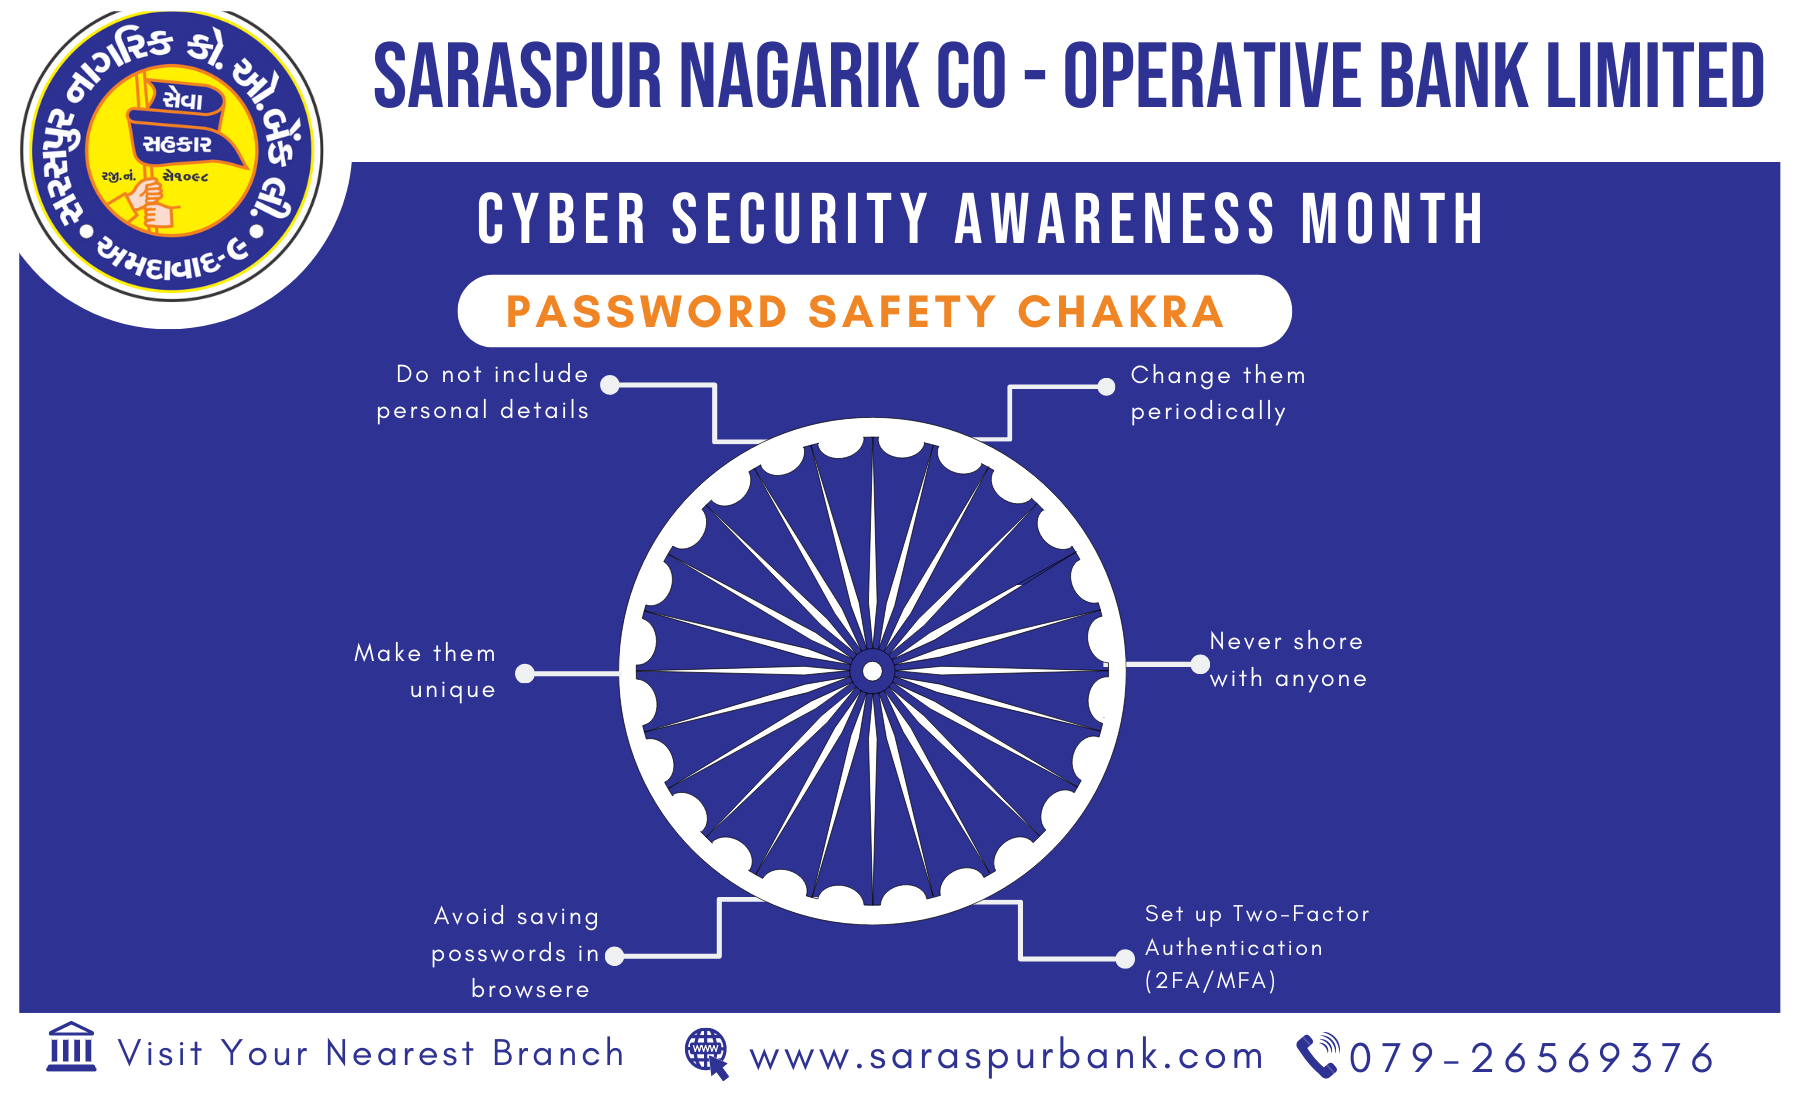 સરસપુર નાગરિક કો. ઓ. બેંક લી.
સેવા
સહકાર
રજી.નં. સે૧૦૯૮
અમદાવાદ-૯
SARASPUR NAGARIK CO - OPERATIVE BANK LIMITED
CYBER SECURITY AWARENESS MONTH
PASSWORD SAFETY CHAKRA
Do not include
personal details
Change them
periodically
Make them
unique
Never shore
with anyone
Avoid saving
posswords in
browsere
Set up Two-Factor
Authentication
(2FA/MFA)
Visit Your Nearest Branch
www
www.saraspurbank.com
079-26569376